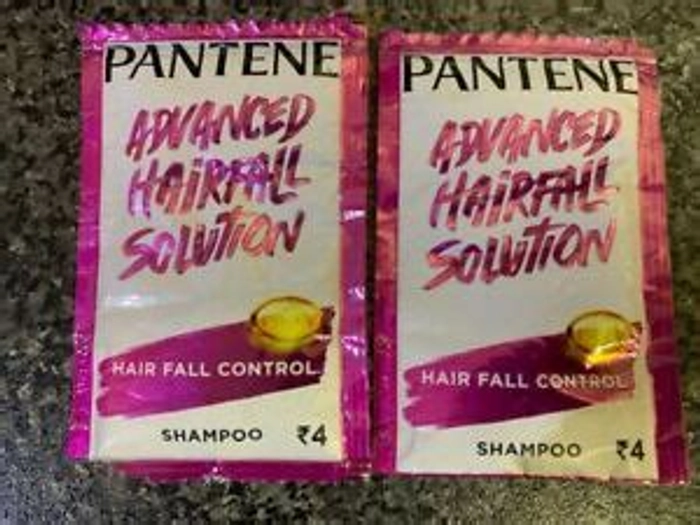 PANTENE
ADVANCED
HAIRFALL
SOLUTION
HAIR FALL CONTROL
SHAMPOO ₹4
PANTENE
ADVANCED
HAIRFALL
SOLUTION
HAIR FALL CONTROL
SHAMPOO ₹4